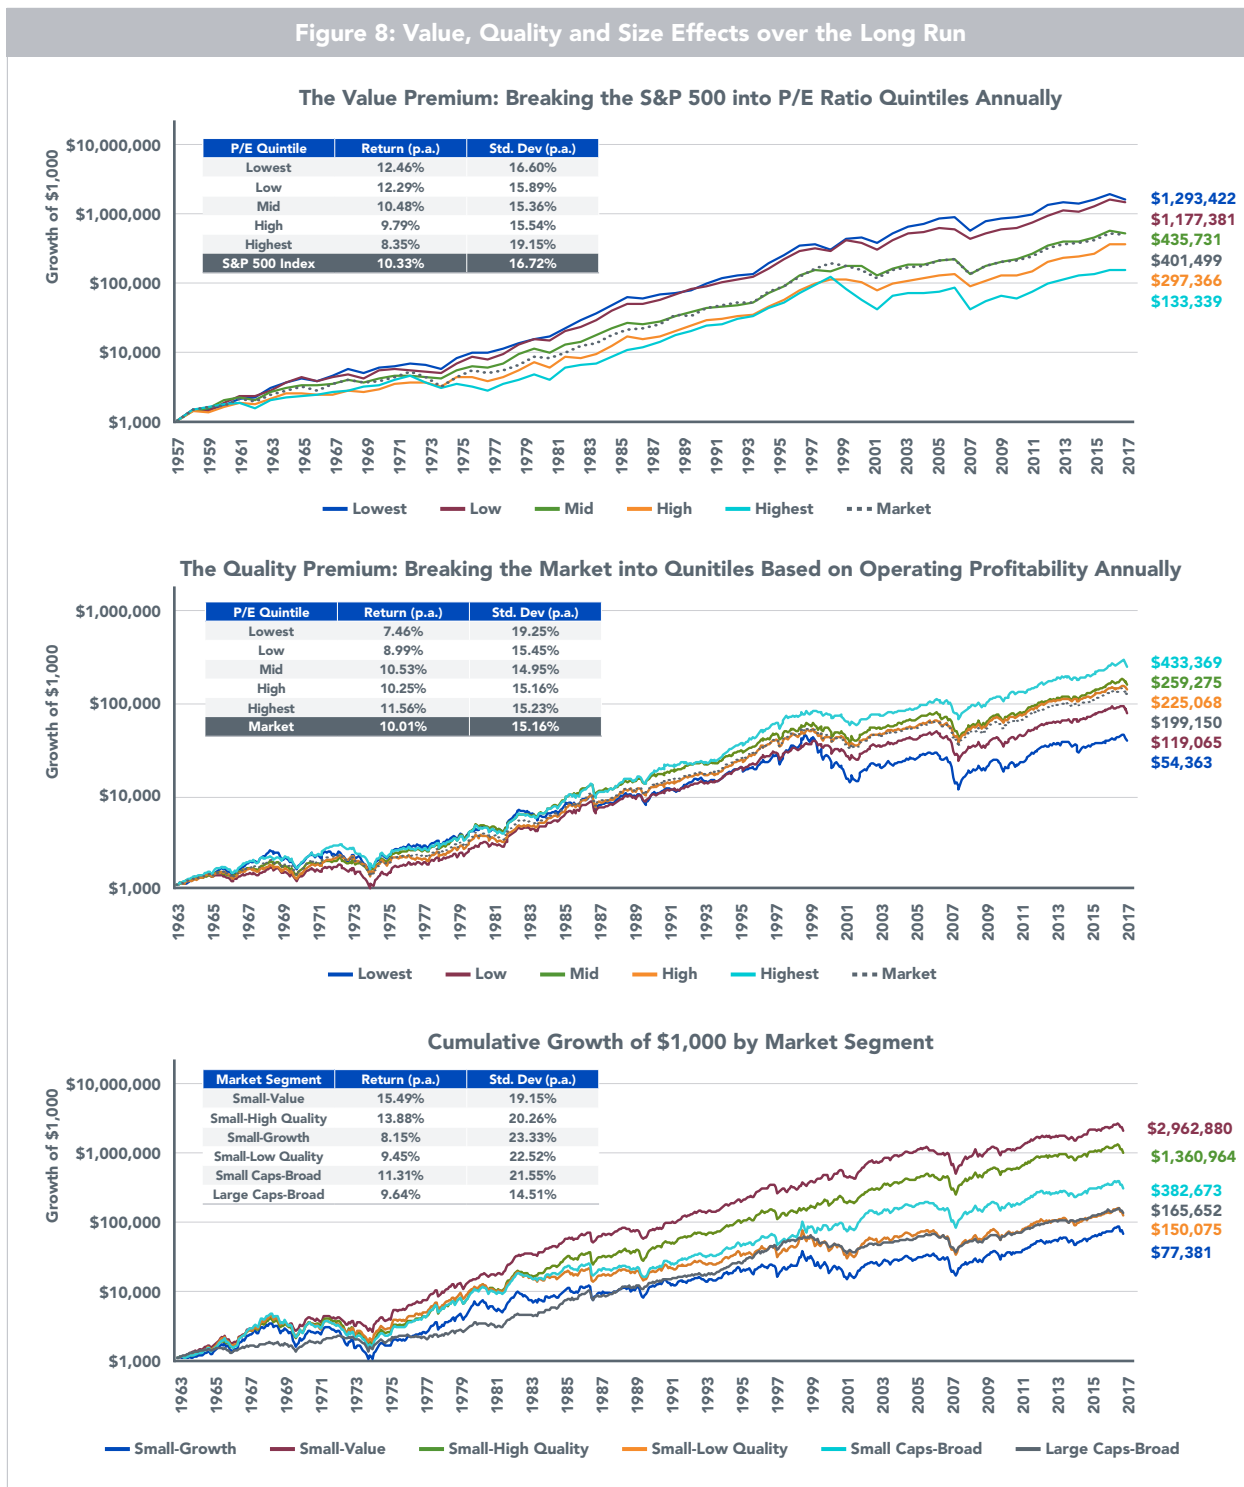 Figure 8: Value, Quality and Size Effects over the Long Run
The Value Premium: Breaking the S&P 500 into P/E Ratio Quintiles Annually
Growth of $1,000
$10,000,000
$1,000,000
$100,000
$10,000
$1,000
P/E Quintile Return (p.a.) Std. Dev (p.a.)
Lowest 12.46% 16.60%
Low 12.29% 15.89%
Mid 10.48% 15.36%
High 9.79% 15.54%
Highest 8.35% 19.15%
S&P 500 Index 10.33% 16.72%
$1,293,422
$1,177,381
$435,731
$401,499
$297,366
$133,339
1957 1959 1961 1963 1965 1967 1969 1971 1973 1975 1977 1979 1981 1983 1985 1987 1989 1991 1993 1995 1997 1999 2001 2003 2005 2007 2009 2011 2013 2015 2017
Lowest Low Mid High Highest Market
The Quality Premium: Breaking the Market into Qunitiles Based on Operating Profitability Annually
Growth of $1,000
$1,000,000
$100,000
$10,000
$1,000
P/E Quintile Return (p.a.) Std. Dev (p.a.)
Lowest 7.46% 19.25%
Low 8.99% 15.45%
Mid 10.53% 14.95%
High 10.25% 15.16%
Highest 11.56% 15.23%
Market 10.01% 15.16%
$433,369
$259,275
$225,068
$199,150
$119,065
$54,363
1963 1965 1967 1969 1971 1973 1975 1977 1979 1981 1983 1985 1987 1989 1991 1993 1995 1997 1999 2001 2003 2005 2007 2009 2011 2013 2015 2017
Lowest Low Mid High Highest Market
Cumulative Growth of $1,000 by Market Segment
Growth of $1,000
$10,000,000
$1,000,000
$100,000
$10,000
$1,000
Market Segment Return (p.a.) Std. Dev (p.a.)
Small-Value 15.49% 19.15%
Small-High Quality 13.88% 20.26%
Small-Growth 8.15% 23.33%
Small-Low Quality 9.45% 22.52%
Small Caps-Broad 11.31% 21.55%
Large Caps-Broad 9.64% 14.51%
$2,962,880
$1,360,964
$382,673
$165,652
$150,075
$77,381
1963 1965 1967 1969 1971 1973 1975 1977 1979 1981 1983 1985 1987 1989 1991 1993 1995 1997 1999 2001 2003 2005 2007 2009 2011 2013 2015 2017
Small-Growth Small-Value Small-High Quality Small-Low Quality Small Caps-Broad Large Caps-Broad